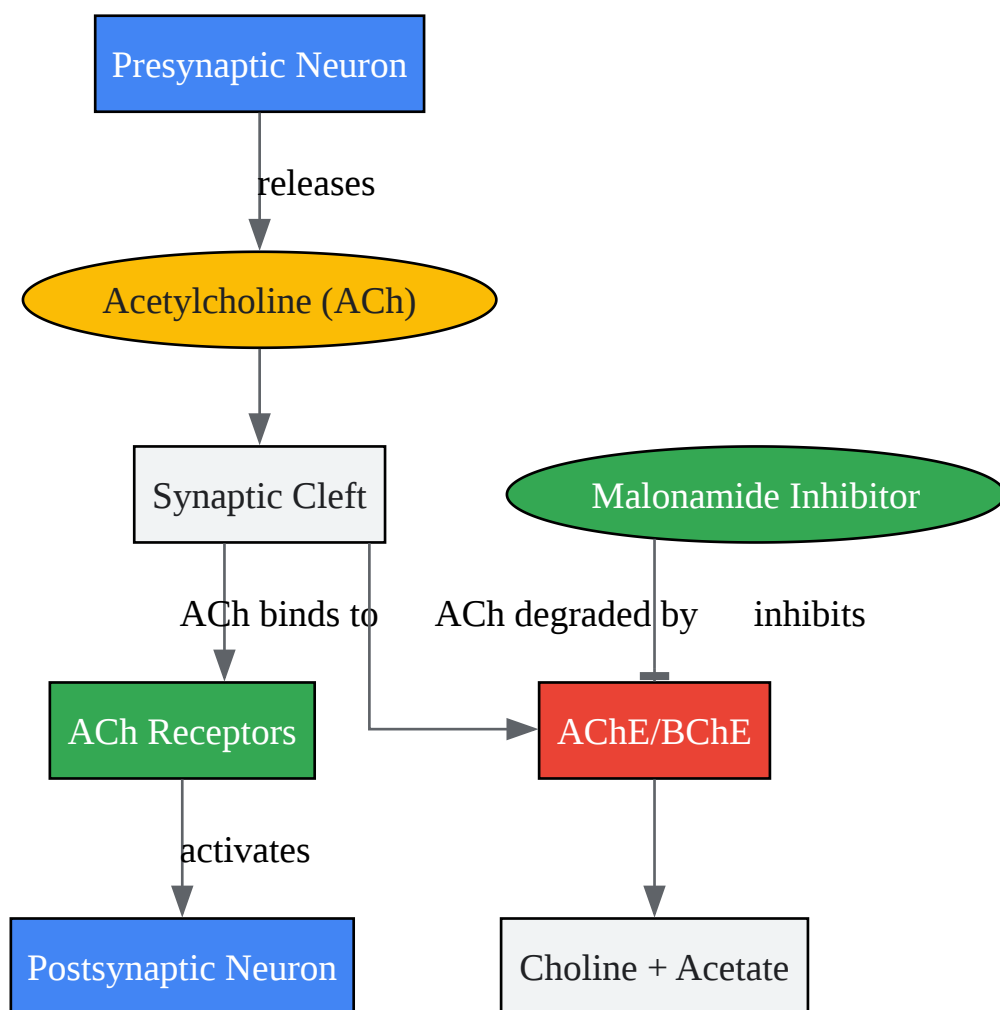 Presynaptic Neuron
releases
Acetylcholine (ACh)
Synaptic Cleft
Malonamide Inhibitor
ACh binds to
ACh degraded by
inhibits
ACh Receptors
AChE/BChE
activates
Postsynaptic Neuron
Choline + Acetate